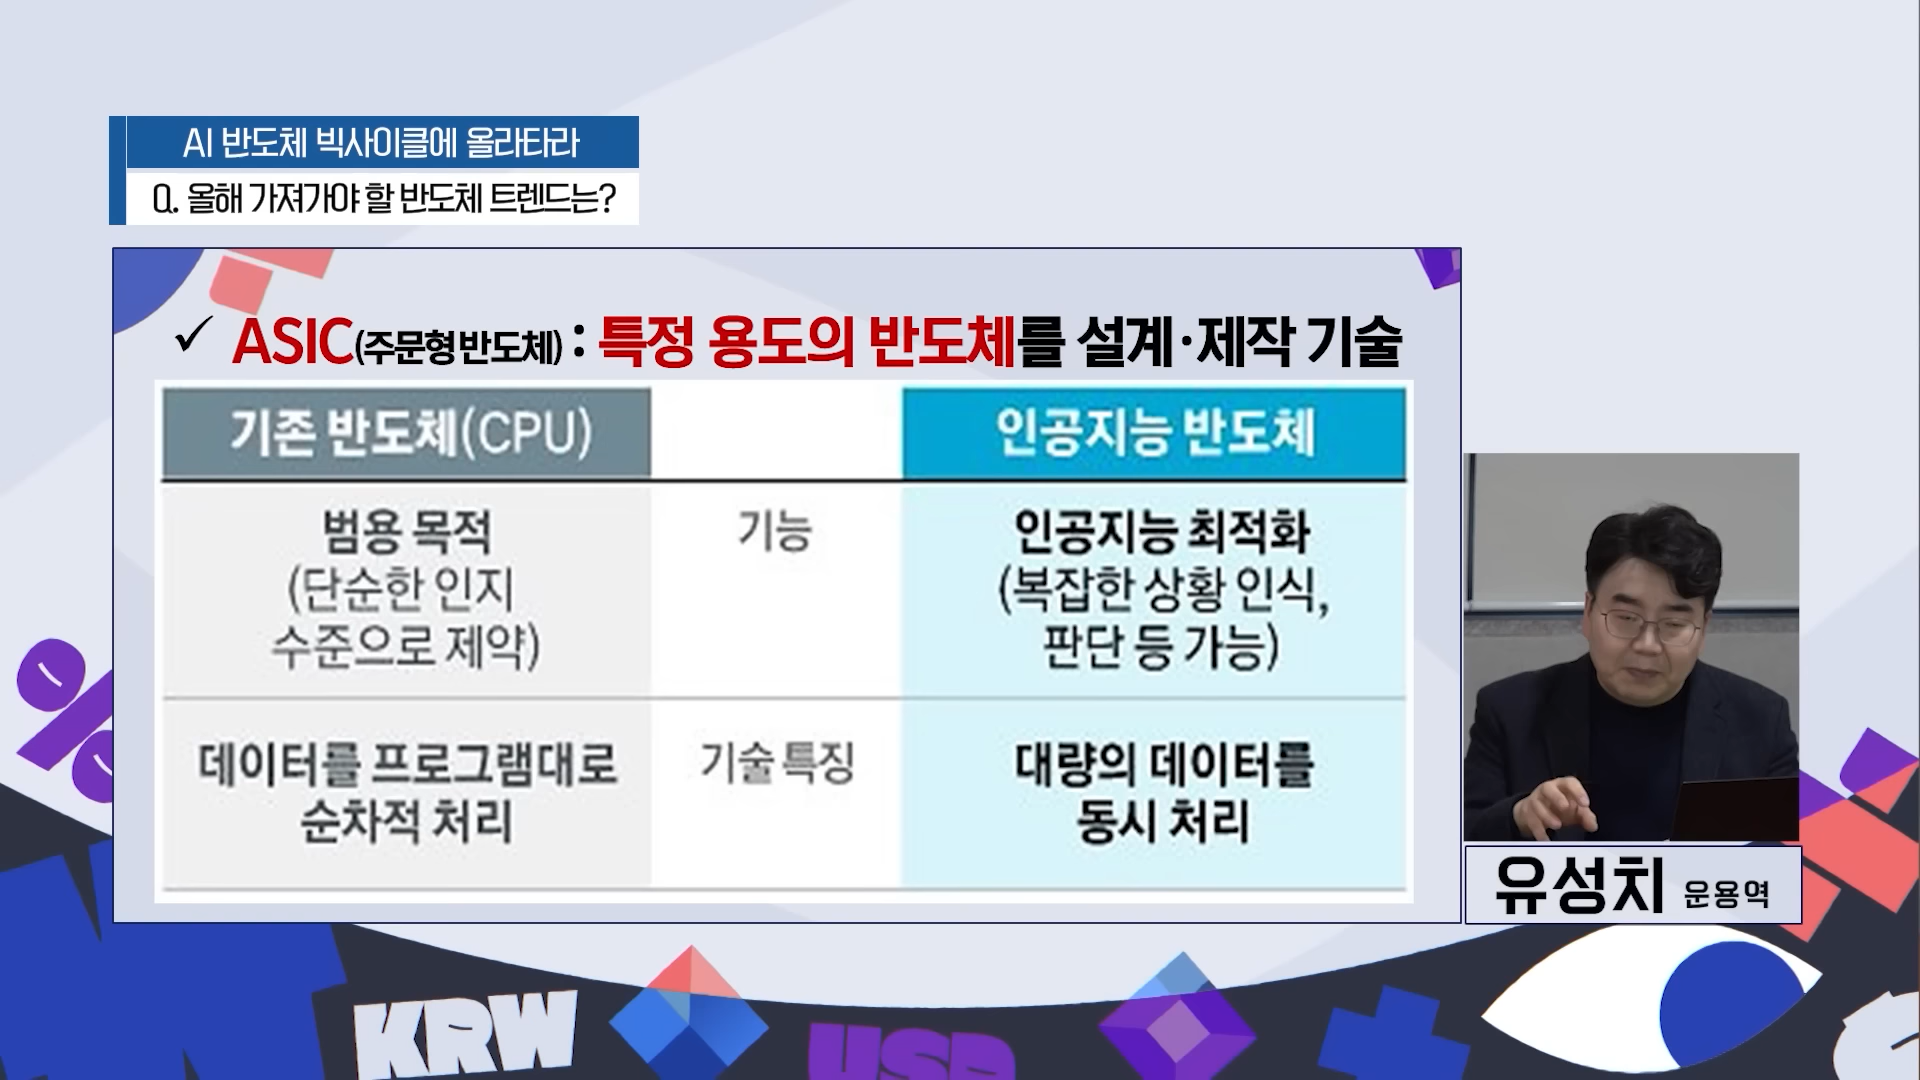 AI 반도체 빅사이클에 올라타라
Q. 올해 가져가야 할 반도체 트렌드는?
✓ ASIC(주문형 반도체) : 특정 용도의 반도체를 설계·제작 기술
기존 반도체(CPU)
인공지능 반도체
범용 목적
(단순한 인지
수준으로 제약)
기능
인공지능 최적화
(복잡한 상황 인식,
판단 등 가능)
데이터를 프로그램대로
순차적 처리
기술 특징
대량의 데이터를
동시 처리
유성치 운용역
%
KRW
USD